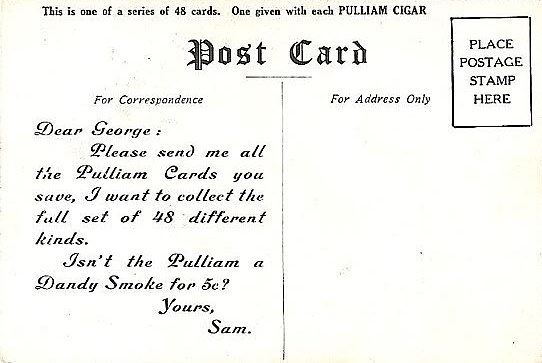 This is one of a series of 48 cards. One given with each PULLIAM CIGAR
Post Card
PLACE
POSTAGE
STAMP
HERE
For Correspondence
For Address Only
Dear George:
Please send me all
the Pulliam Cards you
save, I want to collect the
full set of 48 different
kinds.
Isn't the Pulliam a
Dandy Smoke for 5c?
Yours,
Sam.